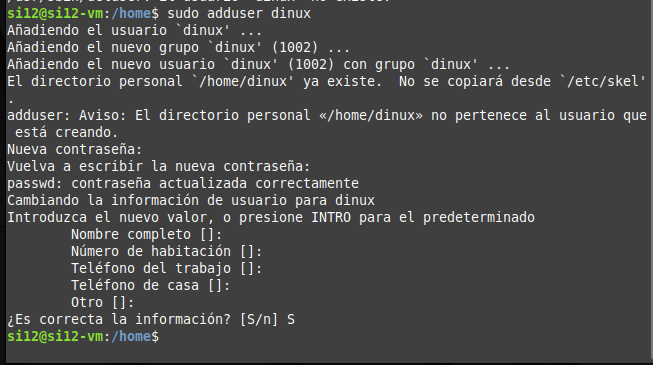 si12@si12-vm:/home$ sudo adduser dinux
Añadiendo el usuario `dinux' ...
Añadiendo el nuevo grupo `dinux' (1002) ...
Añadiendo el nuevo usuario `dinux' (1002) con grupo `dinux' ...
El directorio personal `/home/dinux' ya existe.  No se copiará desde `/etc/skel'
.
adduser: Aviso: El directorio personal «/home/dinux» no pertenece al usuario que
 está creando.
Nueva contraseña:
Vuelva a escribir la nueva contraseña:
passwd: contraseña actualizada correctamente
Cambiando la información de usuario para dinux
Introduzca el nuevo valor, o presione INTRO para el predeterminado
        Nombre completo []:
        Número de habitación []:
        Teléfono del trabajo []:
        Teléfono de casa []:
        Otro []:
¿Es correcta la información? [S/n] S
si12@si12-vm:/home$